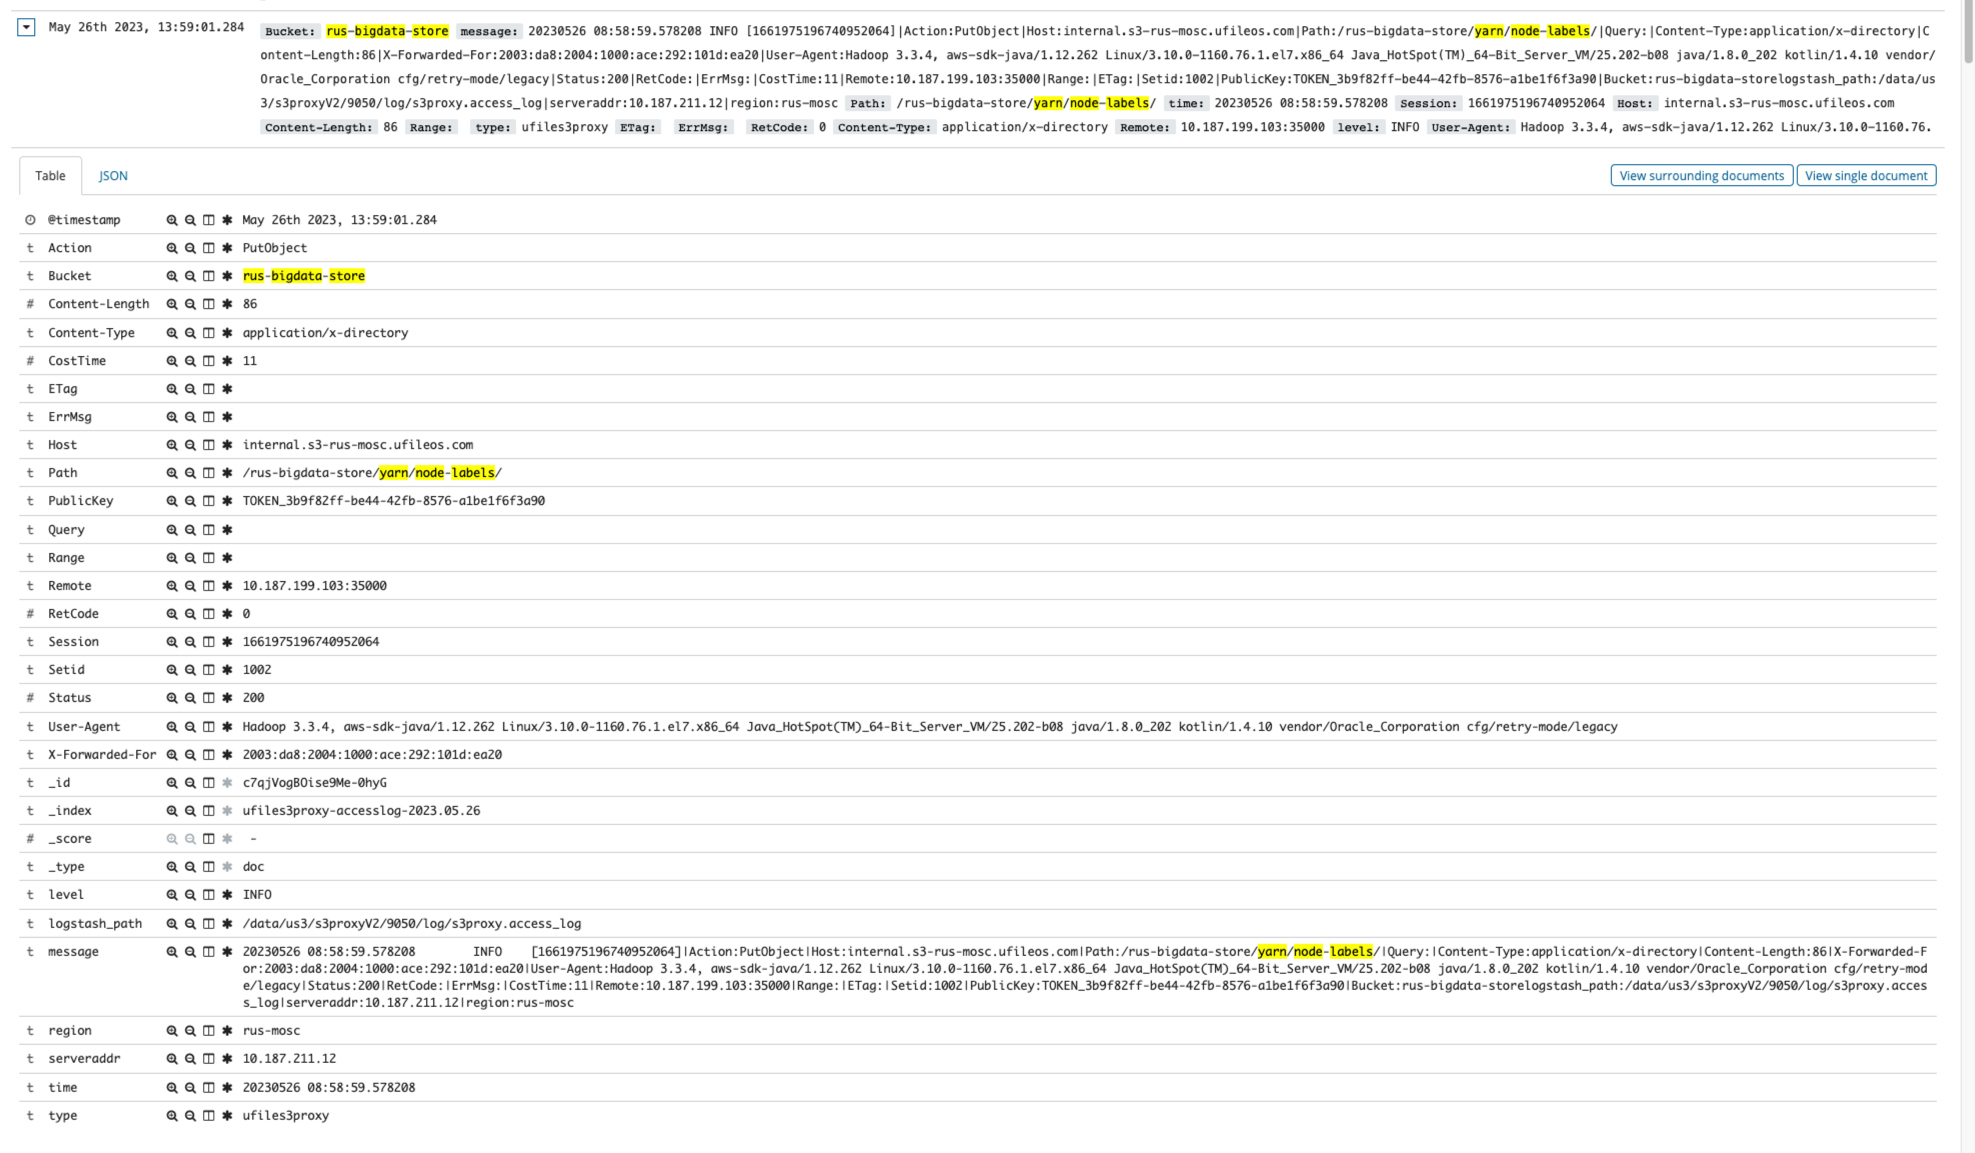 May 26th 2023, 13:59:01.284
Bucket: rus-bigdata-store message: 20230526 08:58:59.578208 INFO [1661975196740952064]|Action:PutObject|Host:internal.s3-rus-mosc.ufileos.com|Path:/rus-bigdata-store/yarn/node-labels/|Query:|Content-Type:application/x-directory|C
ontent-Length:86|X-Forwarded-For:2003:da8:2004:1000:ace:292:101d:ea20|User-Agent:Hadoop 3.3.4, aws-sdk-java/1.12.262 Linux/3.10.0-1160.76.1.el7.x86_64 Java_HotSpot(TM)_64-Bit_Server_VM/25.202-b08 java/1.8.0_202 kotlin/1.4.10 vendor/
Oracle_Corporation cfg/retry-mode/legacy|Status:200|RetCode:|ErrMsg:|CostTime:11|Remote:10.187.199.103:35000|Range:|ETag:|Setid:1002|PublicKey:TOKEN_3b9f82ff-be44-42fb-8576-a1be1f6f3a90|Bucket:rus-bigdata-storelogstash_path:/data/us
3/s3proxyV2/9050/log/s3proxy.access_log|serveraddr:10.187.211.12|region:rus-mosc Path: /rus-bigdata-store/yarn/node-labels/ time: 20230526 08:58:59.578208 Session: 1661975196740952064 Host: internal.s3-rus-mosc.ufileos.com
Content-Length: 86 Range: type: ufiles3proxy ETag: ErrMsg: RetCode: 0 Content-Type: application/x-directory Remote: 10.187.199.103:35000 level: INFO User-Agent: Hadoop 3.3.4, aws-sdk-java/1.12.262 Linux/3.10.0-1160.76.
Table JSON View surrounding documents View single document
@timestamp May 26th 2023, 13:59:01.284
t Action PutObject
t Bucket rus-bigdata-store
# Content-Length 86
t Content-Type application/x-directory
# CostTime 11
t ETag
t ErrMsg
t Host internal.s3-rus-mosc.ufileos.com
t Path /rus-bigdata-store/yarn/node-labels/
t PublicKey TOKEN_3b9f82ff-be44-42fb-8576-a1be1f6f3a90
t Query
t Range
t Remote 10.187.199.103:35000
# RetCode 0
t Session 1661975196740952064
t Setid 1002
# Status 200
t User-Agent Hadoop 3.3.4, aws-sdk-java/1.12.262 Linux/3.10.0-1160.76.1.el7.x86_64 Java_HotSpot(TM)_64-Bit_Server_VM/25.202-b08 java/1.8.0_202 kotlin/1.4.10 vendor/Oracle_Corporation cfg/retry-mode/legacy
t X-Forwarded-For 2003:da8:2004:1000:ace:292:101d:ea20
t _id c7qjVogBOise9Me-0hyG
t _index ufiles3proxy-accesslog-2023.05.26
# _score -
t _type doc
t level INFO
t logstash_path /data/us3/s3proxyV2/9050/log/s3proxy.access_log
t message 20230526 08:58:59.578208 INFO [1661975196740952064]|Action:PutObject|Host:internal.s3-rus-mosc.ufileos.com|Path:/rus-bigdata-store/yarn/node-labels/|Query:|Content-Type:application/x-directory|Content-Length:86|X-Forwarded-F
or:2003:da8:2004:1000:ace:292:101d:ea20|User-Agent:Hadoop 3.3.4, aws-sdk-java/1.12.262 Linux/3.10.0-1160.76.1.el7.x86_64 Java_HotSpot(TM)_64-Bit_Server_VM/25.202-b08 java/1.8.0_202 kotlin/1.4.10 vendor/Oracle_Corporation cfg/retry-mod
e/legacy|Status:200|RetCode:|ErrMsg:|CostTime:11|Remote:10.187.199.103:35000|Range:|ETag:|Setid:1002|PublicKey:TOKEN_3b9f82ff-be44-42fb-8576-a1be1f6f3a90|Bucket:rus-bigdata-storelogstash_path:/data/us3/s3proxyV2/9050/log/s3proxy.acces
s_log|serveraddr:10.187.211.12|region:rus-mosc
t region rus-mosc
t serveraddr 10.187.211.12
t time 20230526 08:58:59.578208
t type ufiles3proxy